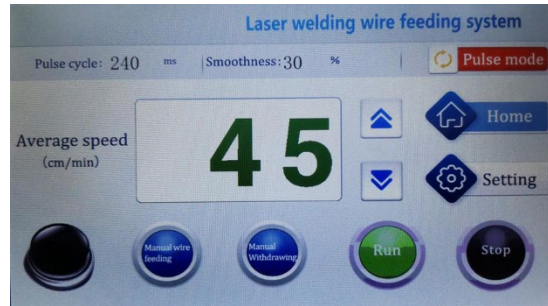 Laser welding wire feeding system
Pulse cycle: 240 ms Smoothness: 30 % Pulse mode
Home
Average speed
(cm/min)
45
Setting
Manual wire
feeding
Manual
Withdrawing
Run
Stop